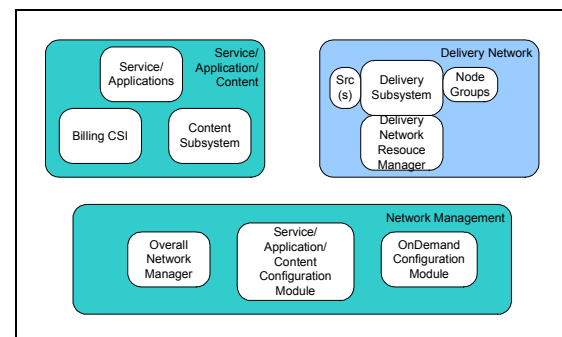 Service/
Application/
Content
Service/
Applications
Billing CSI
Content
Subsystem
Delivery Network
Src
(s)
Delivery
Subsystem
Node
Groups
Delivery
Network
Resouce
Manager
Network Management
Overall
Network
Manager
Service/
Application/
Content
Configuration
Module
OnDemand
Configuration
Module